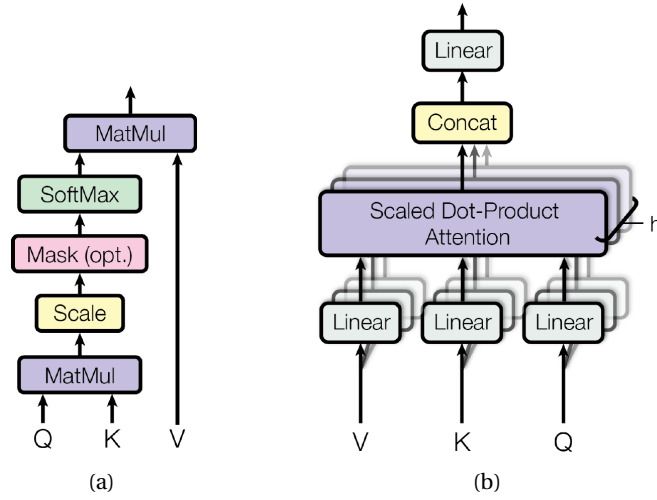 MatMul
SoftMax
Mask (opt.)
Scale
MatMul
Q K V
(a)
Linear
Concat
Scaled Dot-Product
Attention
h
Linear Linear Linear
V K Q
(b)